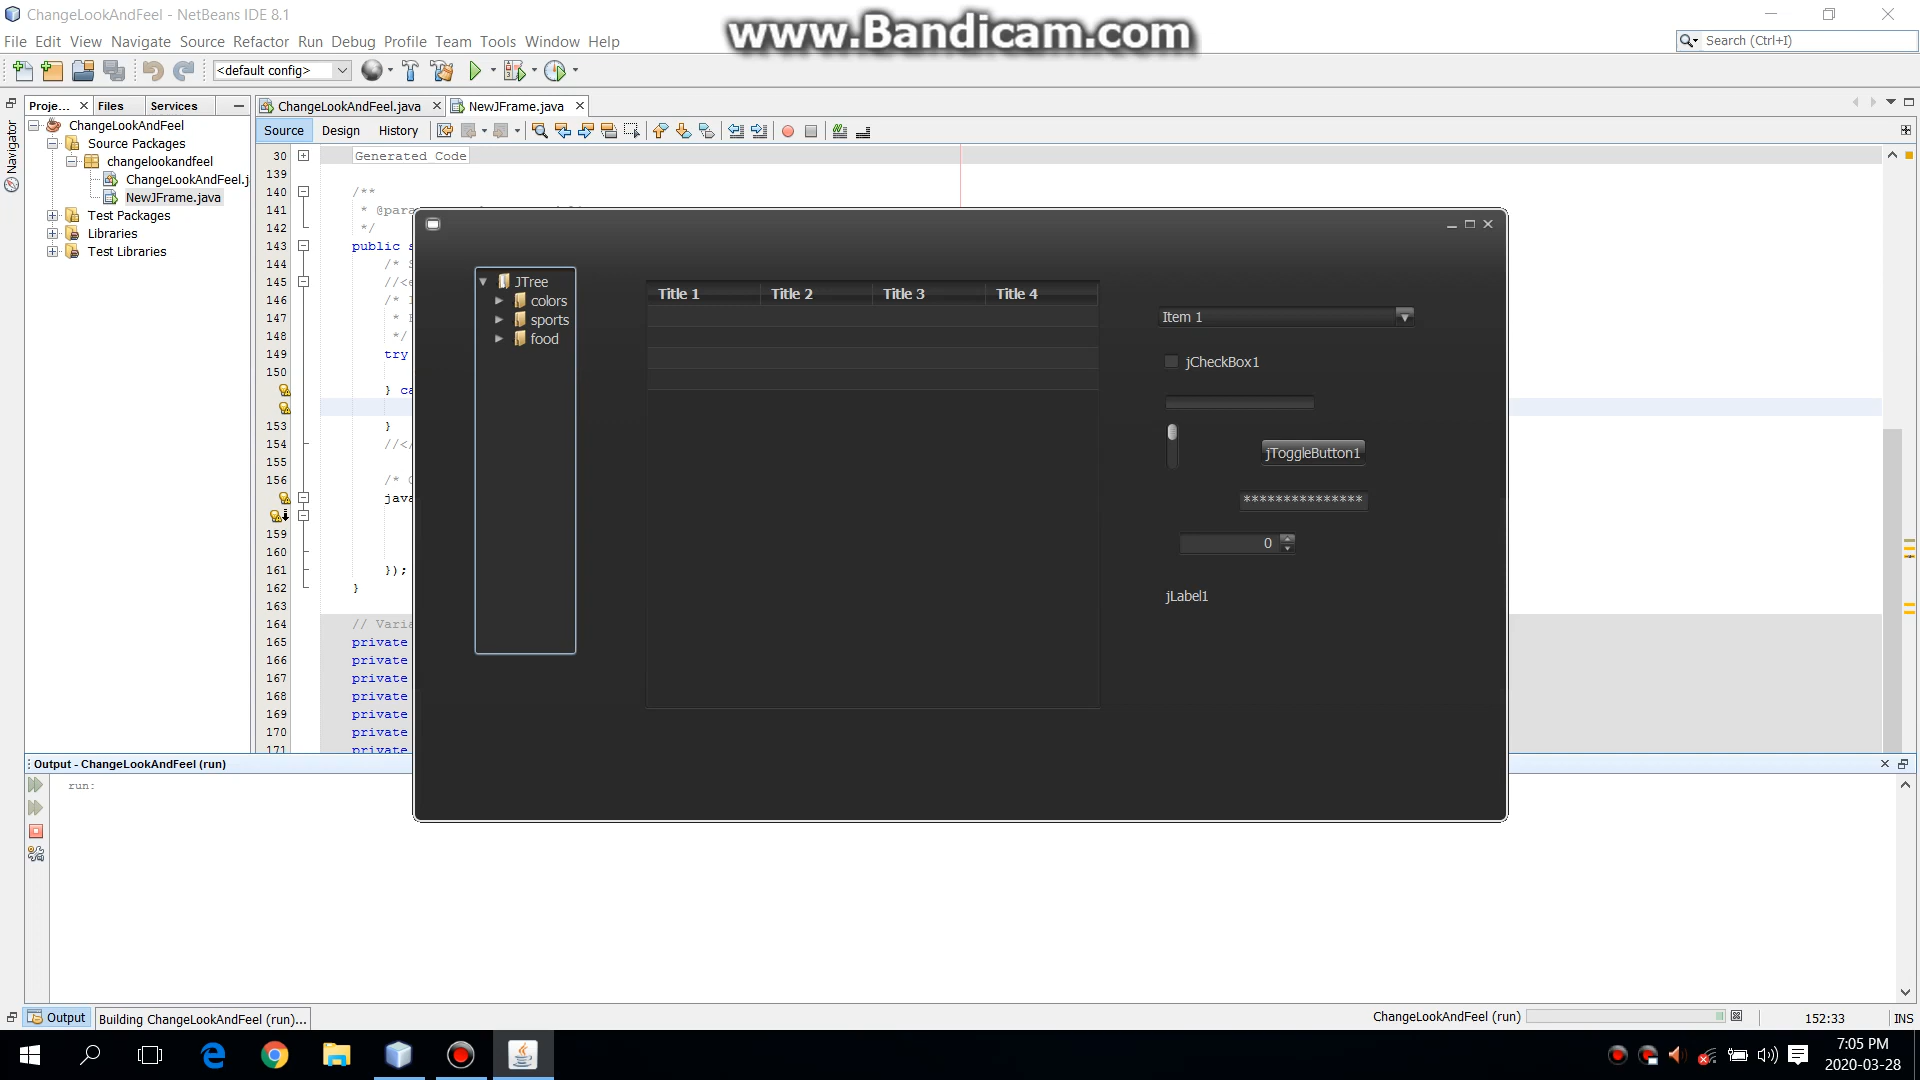 ChangeLookAndFeel - NetBeans IDE 8.1
www.Bandicam.com
File Edit View Navigate Source Refactor Run Debug Profile Team Tools Window Help
Search (Ctrl+I)
<default config>
Proje... Files Services
ChangeLookAndFeel.java NewJFrame.java
Source Design History
Navigator
ChangeLookAndFeel
Source Packages
changelookandfeel
ChangeLookAndFeel.j
NewJFrame.java
Test Packages
Libraries
Test Libraries
30 Generated Code
139
140 /**
141 * @para
142 */
143 public s
144 /* S
145 //<e
146 /* I
147 *
148 */
149 try
150
} ca
153 }
154 //</
155
156 /* C
java
159
160
161 });
162 }
163
164 // Varia
165 private
166 private
167 private
168 private
169 private
170 private
171 private
JTree
colors
sports
food
Title 1 Title 2 Title 3 Title 4
Item 1
jCheckBox1
jToggleButton1
***************
0
jLabel1
Output - ChangeLookAndFeel (run)
run:
Output
Building ChangeLookAndFeel (run)...
ChangeLookAndFeel (run)
152:33
INS
7:05 PM
2020-03-28